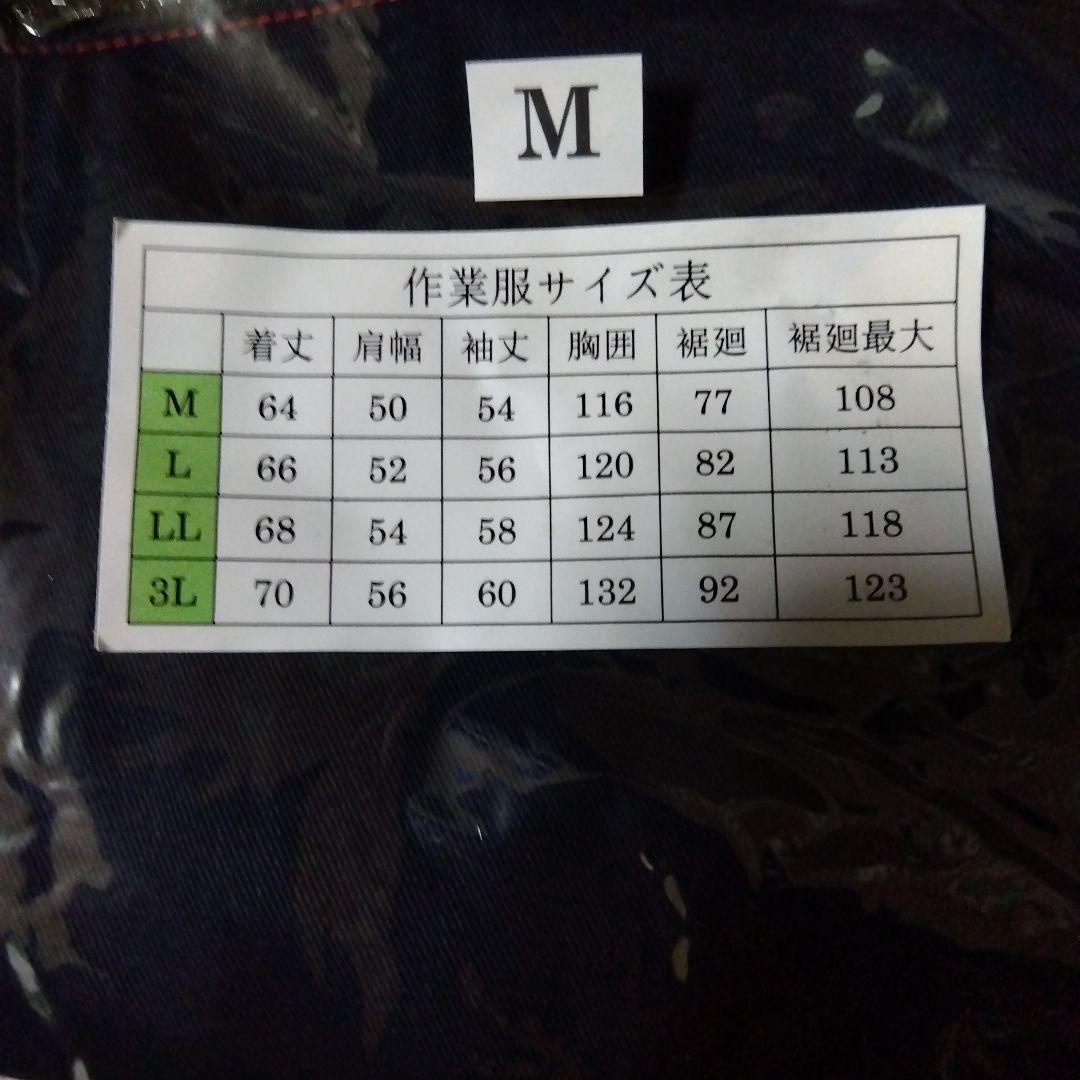 M
作業服サイズ表
着丈 肩幅 袖丈 胸囲 裾廻 裾廻最大
M 64 50 54 116 77 108
L 66 52 56 120 82 113
LL 68 54 58 124 87 118
3L 70 56 60 132 92 123